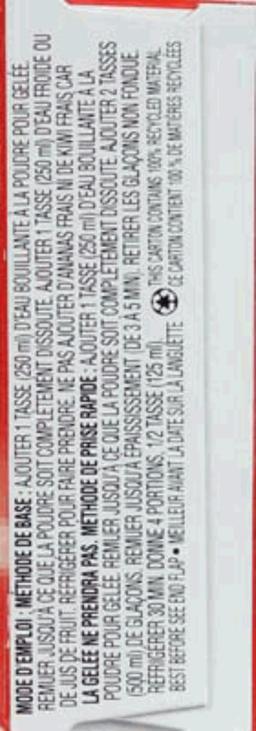 MODE D'EMPLOI : MÉTHODE DE BASE : AJOUTER 1 TASSE (250 ml) D'EAU BOUILLANTE À LA POUDRE POUR GELÉE.
REMUER JUSQU'À CE QUE LA POUDRE SOIT COMPLÈTEMENT DISSOUTE. AJOUTER 1 TASSE (250 ml) D'EAU FROIDE OU
DE JUS DE FRUIT. RÉFRIGÉRER POUR FAIRE PRENDRE. NE PAS AJOUTER D'ANANAS FRAIS NI DE KIWI FRAIS CAR
LA GELÉE NE PRENDRA PAS. MÉTHODE DE PRISE RAPIDE : AJOUTER 1 TASSE (250 ml) D'EAU BOUILLANTE À LA
POUDRE POUR GELÉE. REMUER JUSQU'À CE QUE LA POUDRE SOIT COMPLÈTEMENT DISSOUTE. AJOUTER 2 TASSES
(500 ml) DE GLAÇONS. REMUER JUSQU'À ÉPAISSISSEMENT (DE 3 À 5 MIN). RETIRER LES GLAÇONS NON FONDUE.
RÉFRIGÉRER 30 MIN. DONNE 4 PORTIONS, 1/2 TASSE (125 ml). THIS CARTON CONTAINS 100% RECYCLED MATERIAL.
BEST BEFORE SEE END FLAP • MEILLEUR AVANT LA DATE SUR LA LANGUETTE CE CARTON CONTIENT 100 % DE MATIÈRES RECYCLÉES